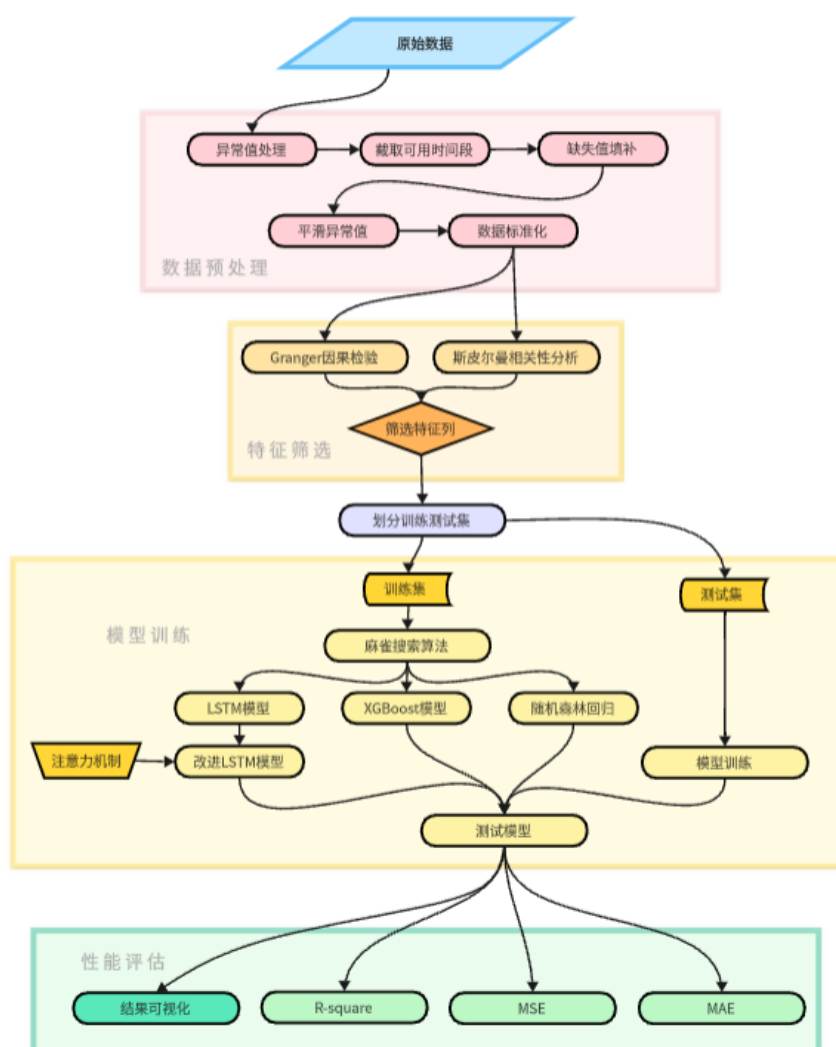 原始数据
异常值处理
截取可用时间段
缺失值填补
平滑异常值
数据标准化
数据预处理
Granger因果检验
斯皮尔曼相关性分析
筛选特征列
特征筛选
划分训练测试集
训练集
测试集
模型训练
麻雀搜索算法
LSTM模型
XGBoost模型
随机森林回归
注意力机制
改进LSTM模型
模型训练
测试模型
性能评估
结果可视化
R-square
MSE
MAE